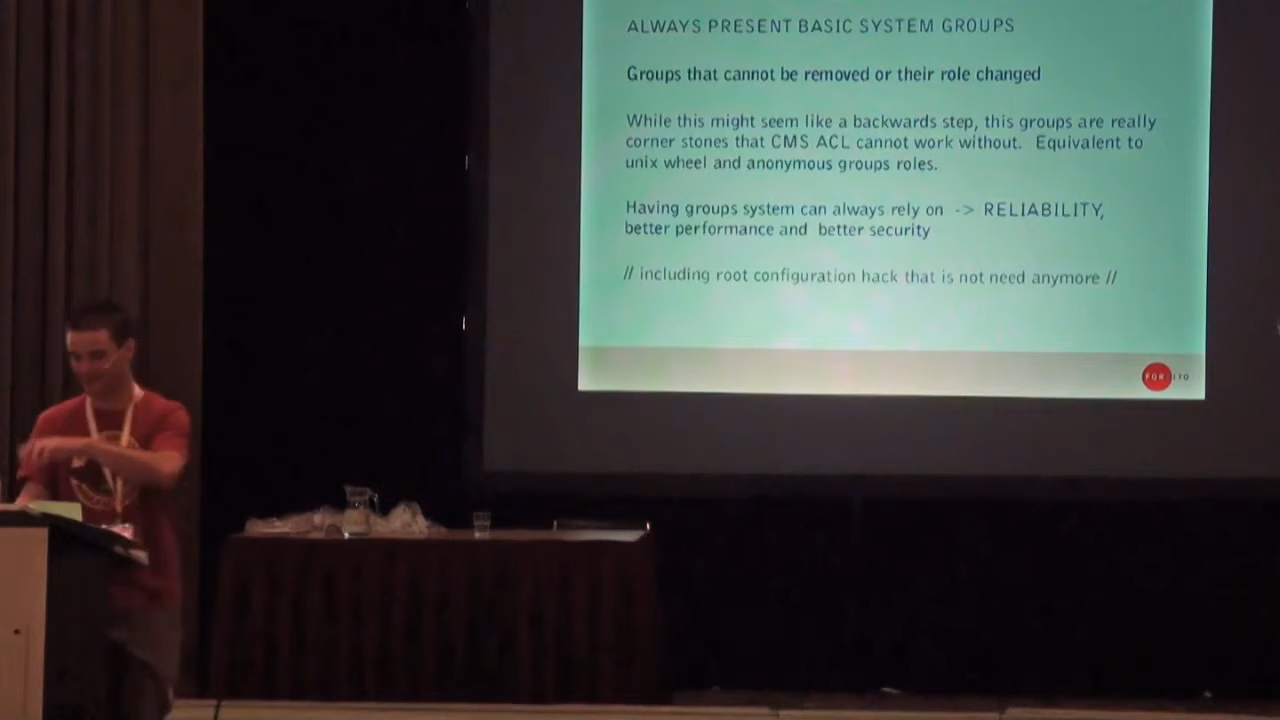 ALWAYS PRESENT BASIC SYSTEM GROUPS
Groups that cannot be removed or their role changed
While this might seem like a backwards step, this groups are really
corner stones that CMS ACL cannot work without. Equivalent to
unix wheel and anonymous groups roles.
Having groups system can always rely on -> RELIABILITY,
better performance and better security
// including root configuration hack that is not need anymore //